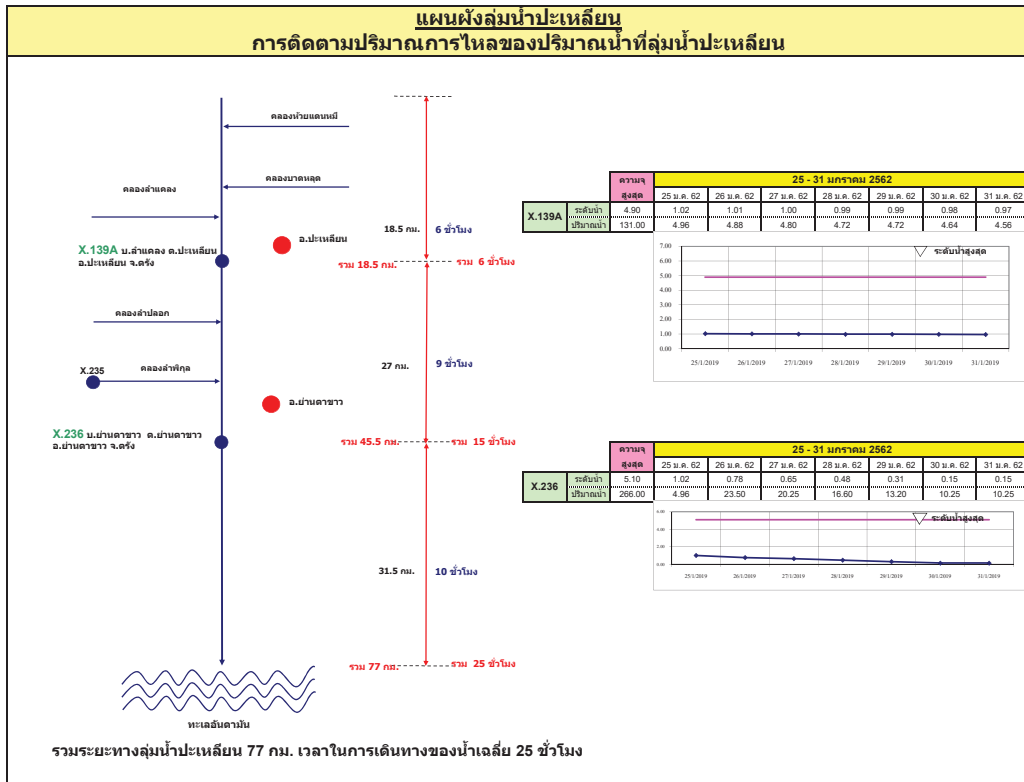 แผนผังลุ่มน้ำปะเหลียน
การติดตามปริมาณการไหลของปริมาณน้ำที่ลุ่มน้ำปะเหลียน
คลองห้วยแดนหมี
คลองบาตหลุด
คลองลำแคลง
X.139A บ.ลำแคลง ต.ปะเหลียน
อ.ปะเหลียน จ.ตรัง
อ.ปะเหลียน
18.5 กม.
6 ชั่วโมง
รวม 18.5 กม.
รวม 6 ชั่วโมง
คลองลำปลอก
X.235
คลองลำพิกุล
27 กม.
9 ชั่วโมง
อ.ย่านตาขาว
X.236 บ.ย่านตาขาว ต.ย่านตาขาว
อ.ย่านตาขาว จ.ตรัง
รวม 45.5 กม.
รวม 15 ชั่วโมง
31.5 กม.
10 ชั่วโมง
รวม 77 กม.
รวม 25 ชั่วโมง
ทะเลอันดามัน
รวมระยะทางลุ่มน้ำปะเหลียน 77 กม. เวลาในการเดินทางของน้ำเฉลี่ย 25 ชั่วโมง
ความจุ 25 - 31 มกราคม 2562
สูงสุด 25 ม.ค. 62 26 ม.ค. 62 27 ม.ค. 62 28 ม.ค. 62 29 ม.ค. 62 30 ม.ค. 62 31 ม.ค. 62
X.139A
ระดับน้ำ 4.90 1.02 1.01 1.00 0.99 0.99 0.98 0.97
ปริมาณน้ำ 131.00 4.96 4.88 4.80 4.72 4.72 4.64 4.56
ระดับน้ำสูงสุด
7.00
6.00
5.00
4.00
3.00
2.00
1.00
0.00
25/1/2019 26/1/2019 27/1/2019 28/1/2019 29/1/2019 30/1/2019 31/1/2019
ความจุ 25 - 31 มกราคม 2562
สูงสุด 25 ม.ค. 62 26 ม.ค. 62 27 ม.ค. 62 28 ม.ค. 62 29 ม.ค. 62 30 ม.ค. 62 31 ม.ค. 62
X.236
ระดับน้ำ 5.10 1.02 0.78 0.65 0.48 0.31 0.15 0.15
ปริมาณน้ำ 266.00 4.96 23.50 20.25 16.60 13.20 10.25 10.25
ระดับน้ำสูงสุด
6.00
4.00
2.00
0.00
25/1/2019 26/1/2019 27/1/2019 28/1/2019 29/1/2019 30/1/2019 31/1/2019